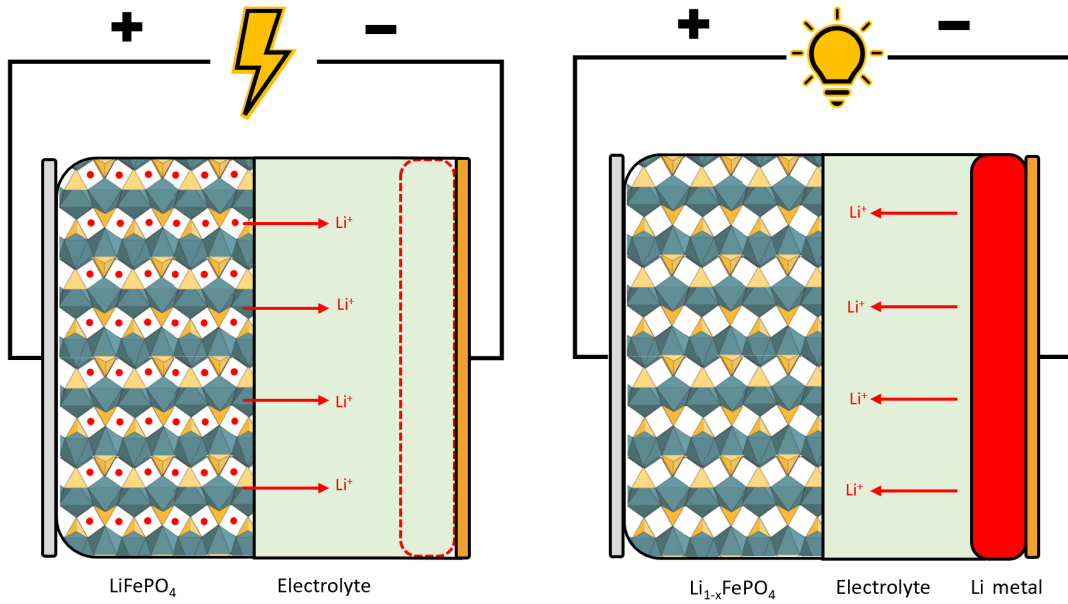 + −
+ −
Li⁺
Li⁺
Li⁺
Li⁺
Li⁺
Li⁺
Li⁺
Li⁺
LiFePO₄ Electrolyte
Li₁₋ₓFePO₄ Electrolyte Li metal